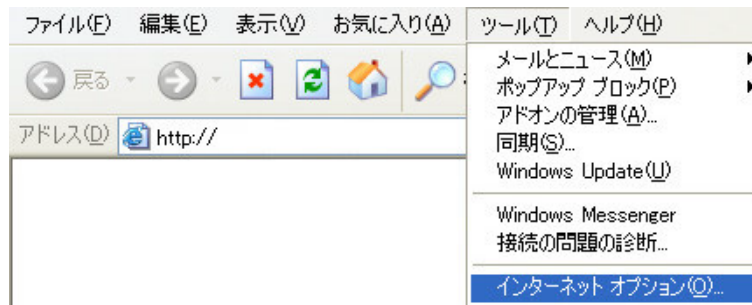 ファイル(F) 編集(E) 表示(V) お気に入り(A) ツール(T) ヘルプ(H)
戻る
アドレス(D) http://
メールとニュース(M)
ポップアップ ブロック(P)
アドオンの管理(A)...
同期(S)...
Windows Update(U)
Windows Messenger
接続の問題の診断...
インターネット オプション(O)...